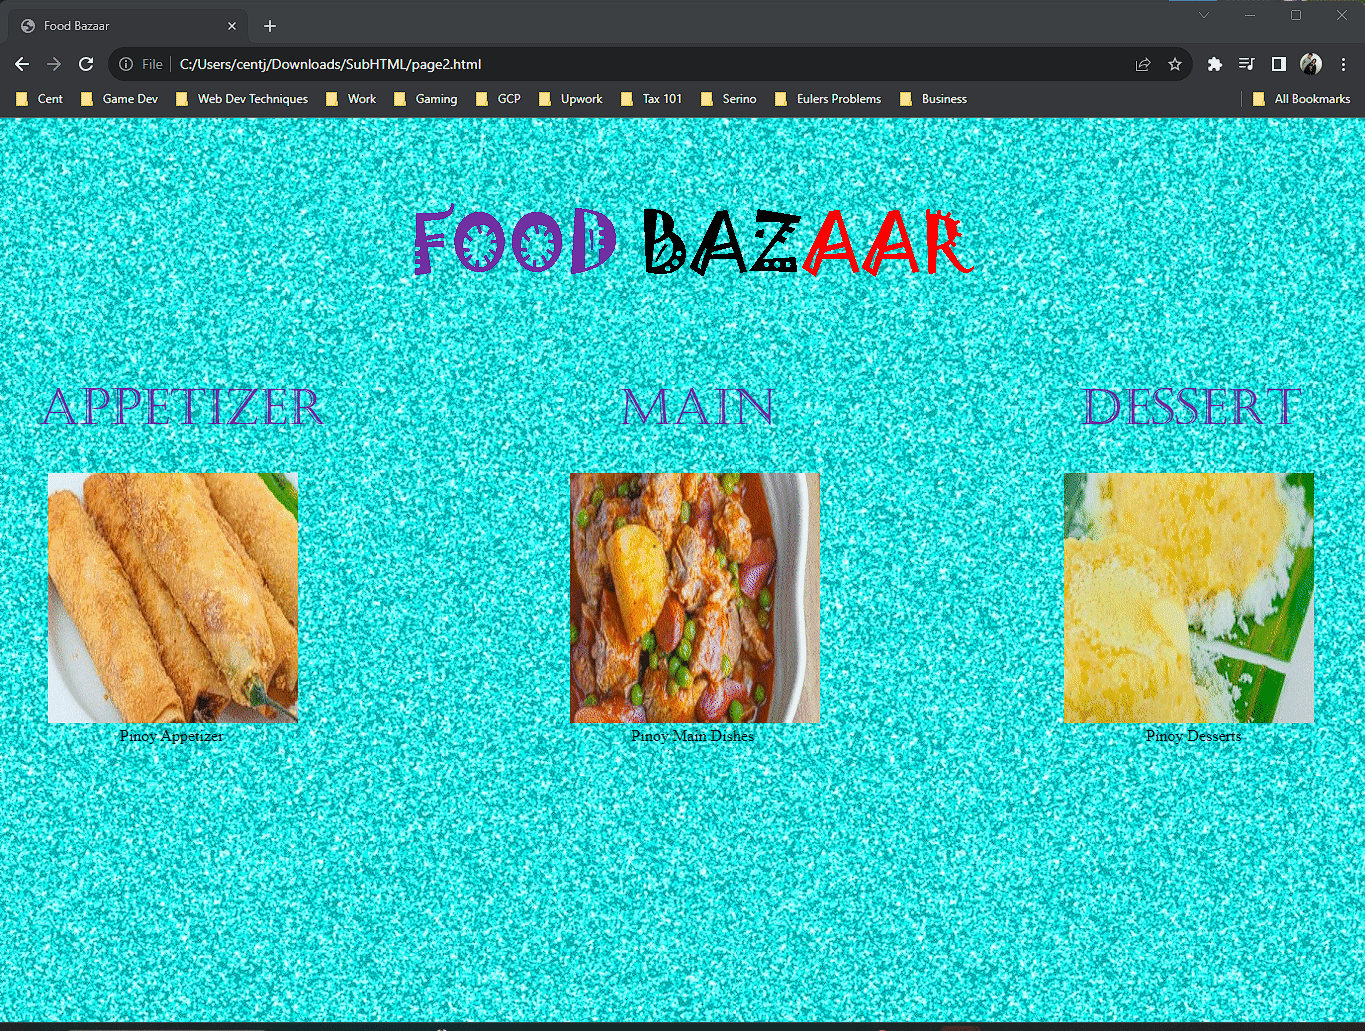 Food Bazaar
File C:/Users/centj/Downloads/SubHTML/page2.html
Cent Game Dev Web Dev Techniques Work Gaming GCP Upwork Tax 101 Serino Eulers Problems Business All Bookmarks
FOOD BAZAAR
APPETIZER MAIN DESSERT
Pinoy Appetizer Pinoy Main Dishes Pinoy Desserts